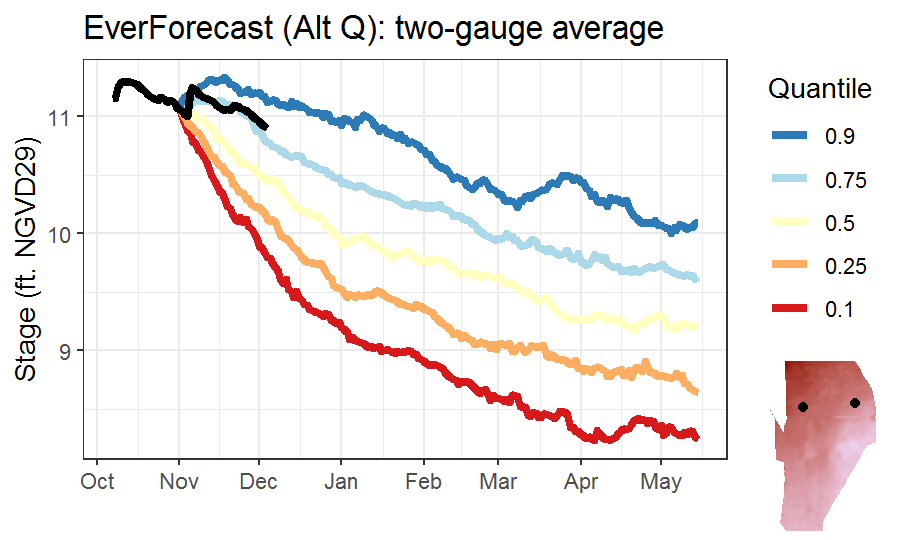 EverForecast (Alt Q): two-gauge average
Stage (ft. NGVD29)
11
10
9
Oct Nov Dec Jan Feb Mar Apr May
Quantile
0.9
0.75
0.5
0.25
0.1